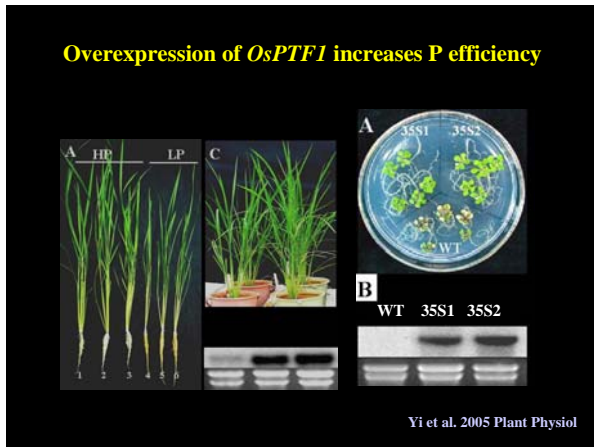 Overexpression of OsPTF1 increases P efficiency
A HP LP
1 2 3 4 5 6
C
A 35S1 35S2
WT
B
WT 35S1 35S2
Yi et al. 2005 Plant Physiol